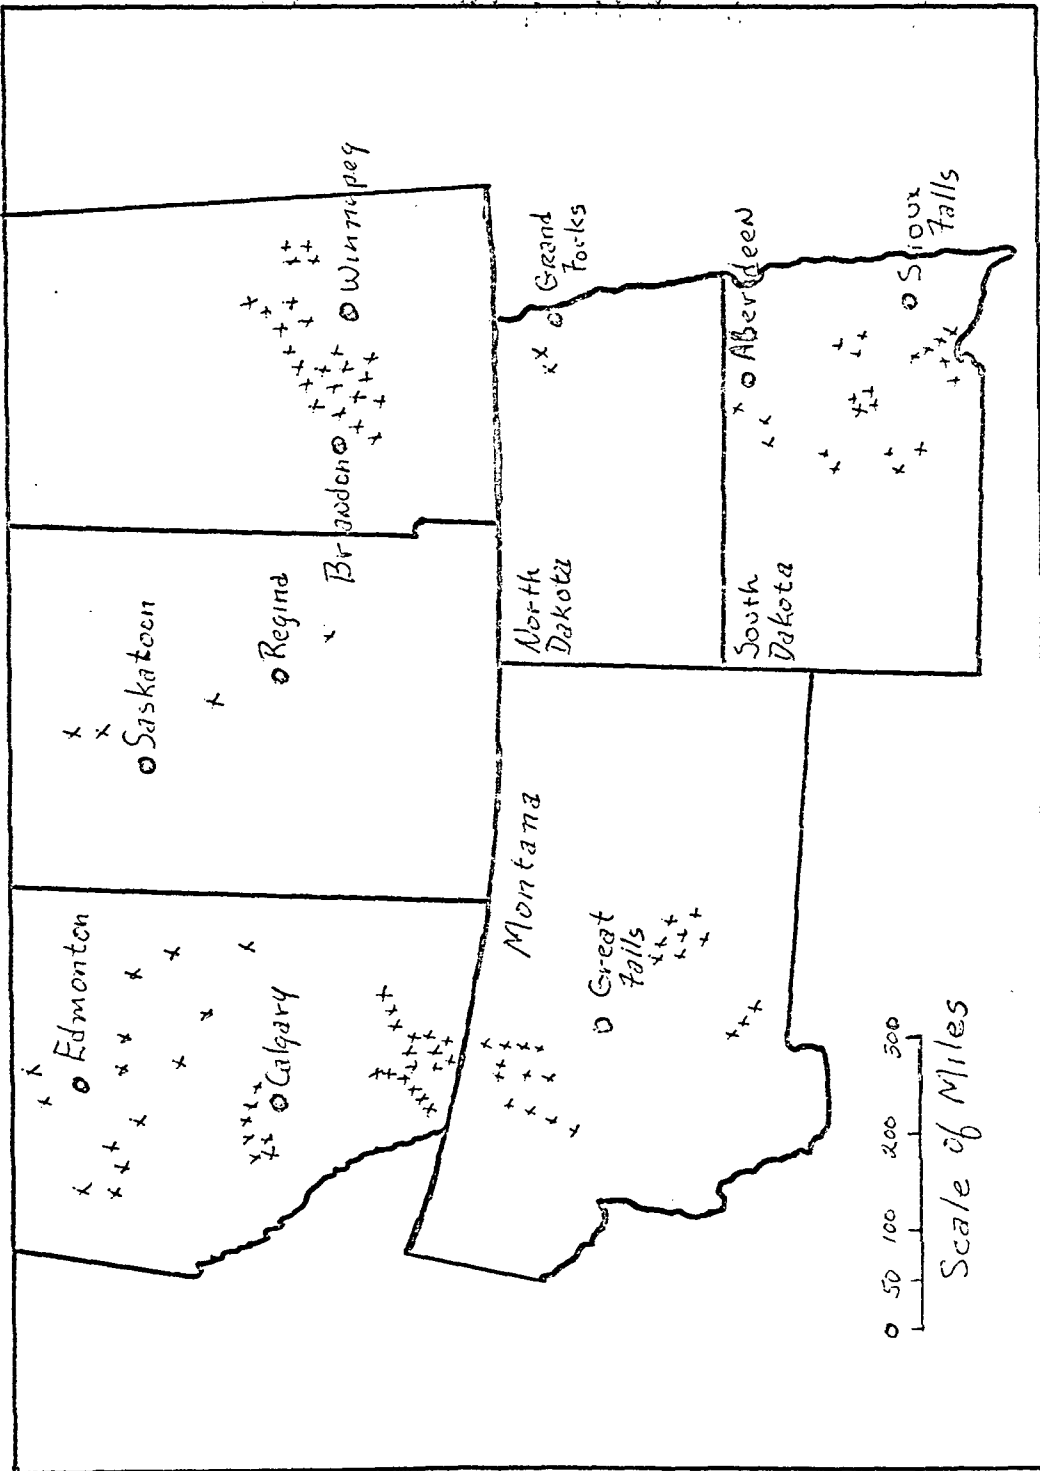 Edmonton
Saskatoon
Calgary
Regina
Brandon
Winnipeg
Montana
North
Dakota
Grand
Forks
Great
Falls
South
Dakota
Aberdeen
Sioux
Falls
0 50 100 200 300
Scale of Miles